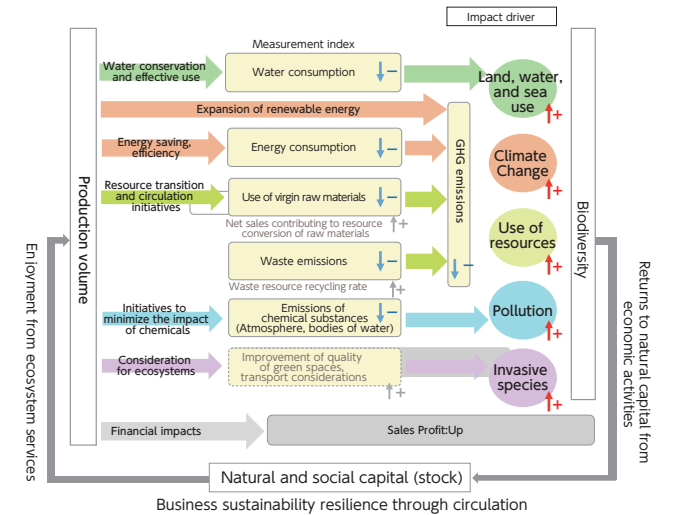 Impact driver
Measurement index
Water conservation
and effective use
Water consumption
−
Land, water,
and sea
use
+
Expansion of renewable energy
Energy saving,
efficiency
Energy consumption
−
GHG emissions
−
Climate
Change
+
Resource transition
and circulation
initiatives
Use of virgin raw materials
−
Net sales contributing to resource
conversion of raw materials
+
Use of
resources
+
Waste emissions
−
Waste resource recycling rate
+
Initiatives to
minimize the impact
of chemicals
Emissions of
chemical substances
(Atmosphere, bodies of water)
−
Pollution
+
Consideration
for ecosystems
Improvement of quality
of green spaces,
transport considerations
+
Invasive
species
+
Financial impacts
Sales Profit:Up
Production volume
Biodiversity
Enjoyment from ecosystem services
Returns to natural capital from
economic activities
Natural and social capital (stock)
Business sustainability resilience through circulation